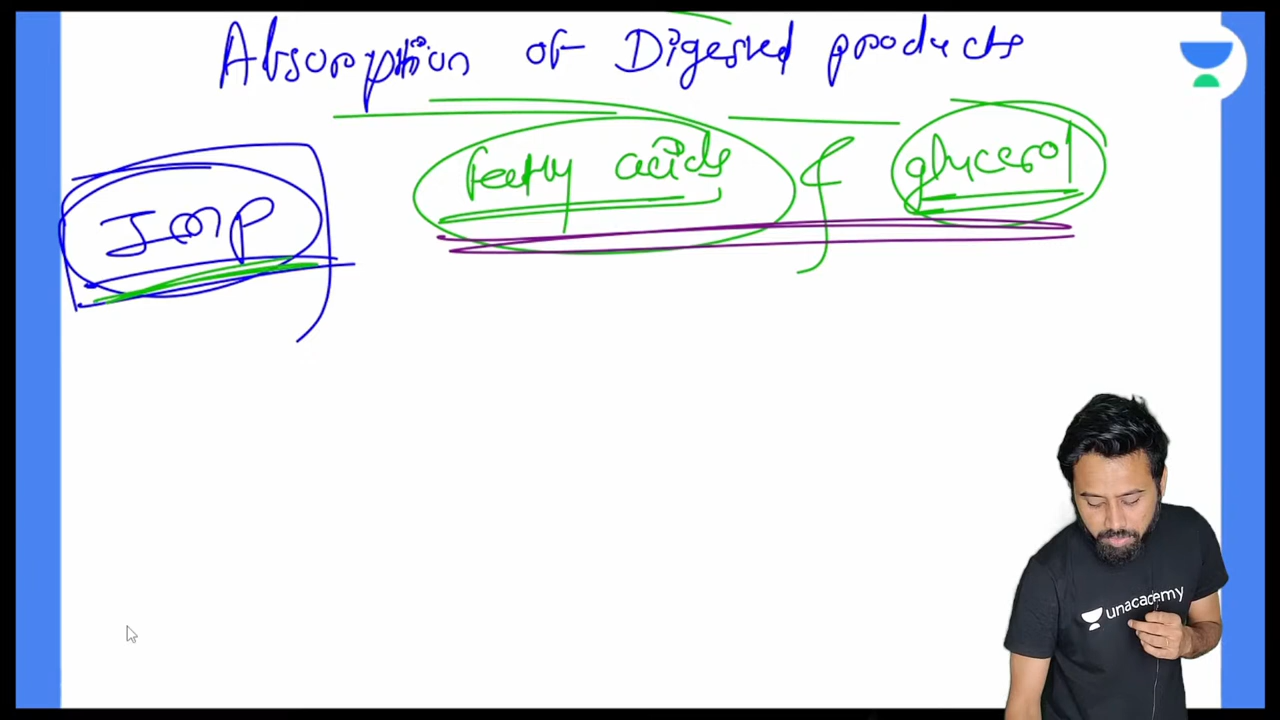 Absorption of Digested products
fatty acids & glycerol
Imp
unacademy